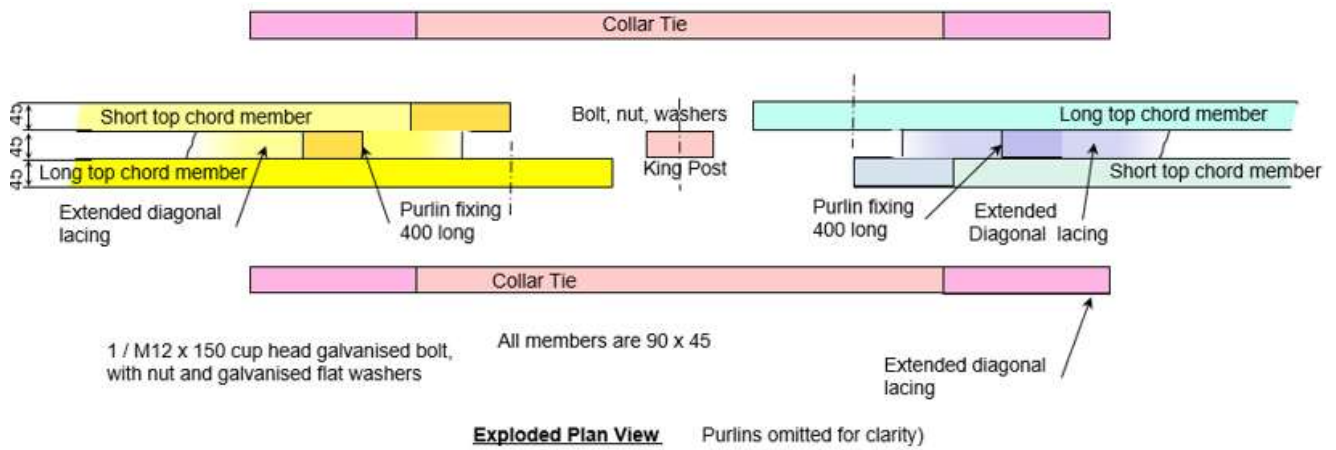 Collar Tie
45
Short top chord member
Bolt, nut, washers
Long top chord member
45
45
Long top chord member
King Post
Short top chord member
Extended diagonal
lacing
Purlin fixing
400 long
Purlin fixing
400 long
Extended
Diagonal lacing
Collar Tie
1 / M12 x 150 cup head galvanised bolt,
with nut and galvanised flat washers
All members are 90 x 45
Extended diagonal
lacing
Exploded Plan View Purlins omitted for clarity)